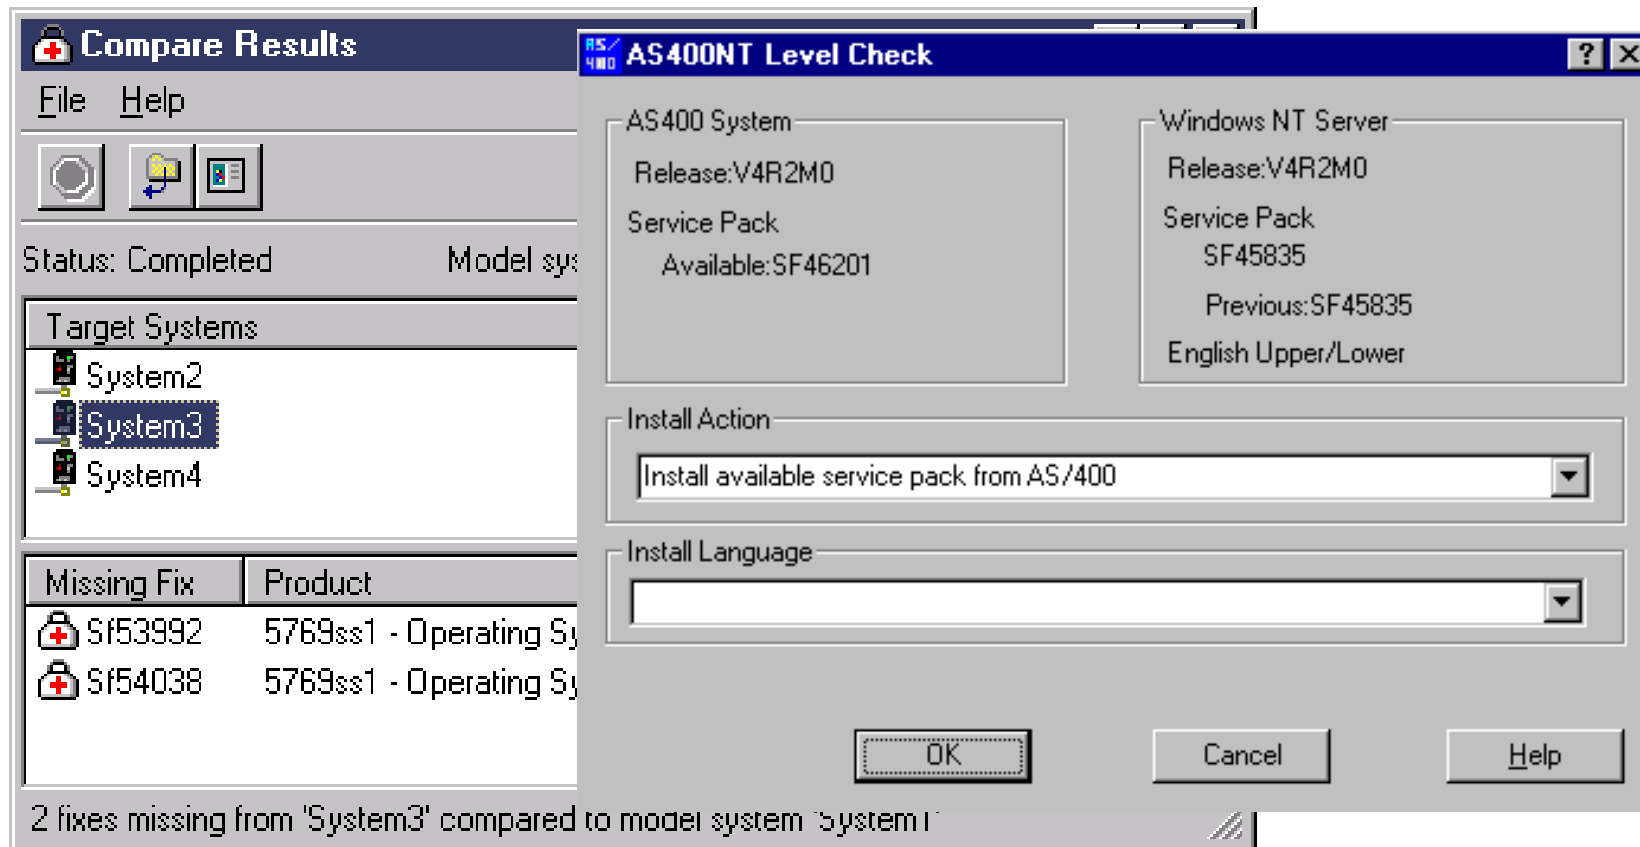 Compare Results
File Help
Status: Completed Model sys
Target Systems
System2
System3
System4
Missing Fix Product
Sf53992 5769ss1 - Operating Sy
Sf54038 5769ss1 - Operating Sy
2 fixes missing from 'System3' compared to model system 'System1'
AS/
400
AS400NT Level Check
AS400 System
Release:V4R2M0
Service Pack
Available:SF46201
Windows NT Server
Release:V4R2M0
Service Pack
SF45835
Previous:SF45835
English Upper/Lower
Install Action
Install available service pack from AS/400
Install Language
OK Cancel Help